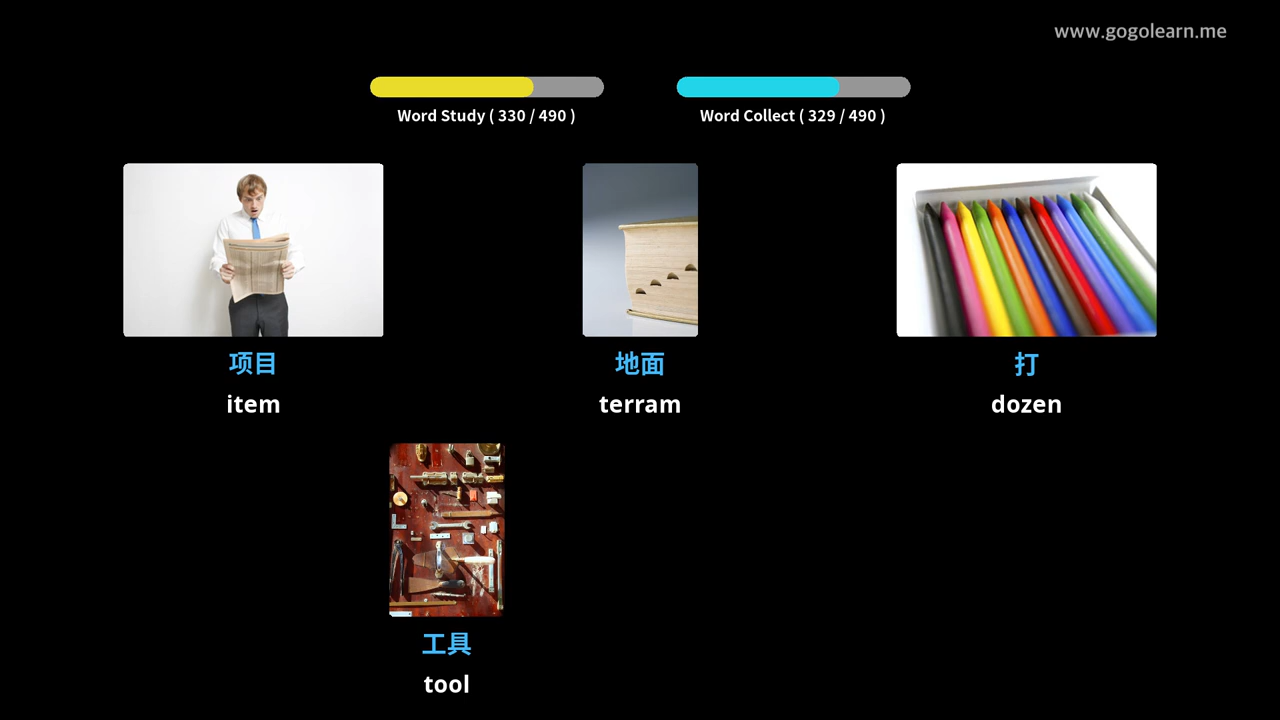 www.gogolearn.me
Word Study ( 330 / 490 )
Word Collect ( 329 / 490 )
项目
item
地面
terram
打
dozen
工具
tool